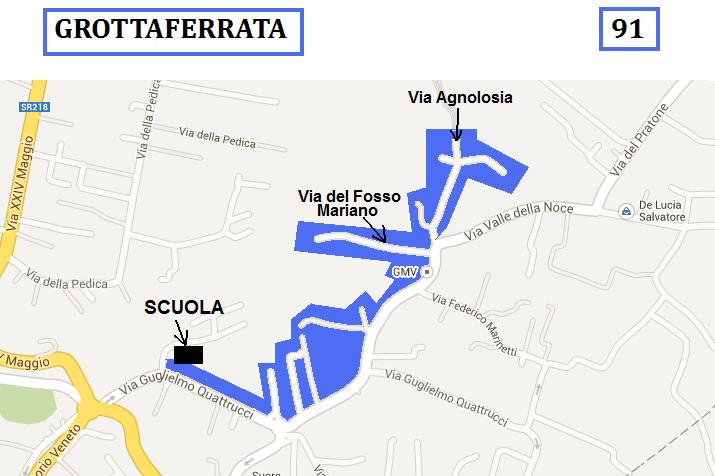 GROTTAFERRATA
91
Via Agnolosia
SR218
Via della Pedica
Via della Pedica
Via XXIV Maggio
Via del Pratone
Via del Fosso
Mariano
De Lucia
Salvatore
Via Valle della Noce
GMV
Via della Pedica
SCUOLA
Via Federico Marinetti
Maggio
Via Guglielmo Quattrucci
Via Guglielmo Quattrucci
orio Veneto